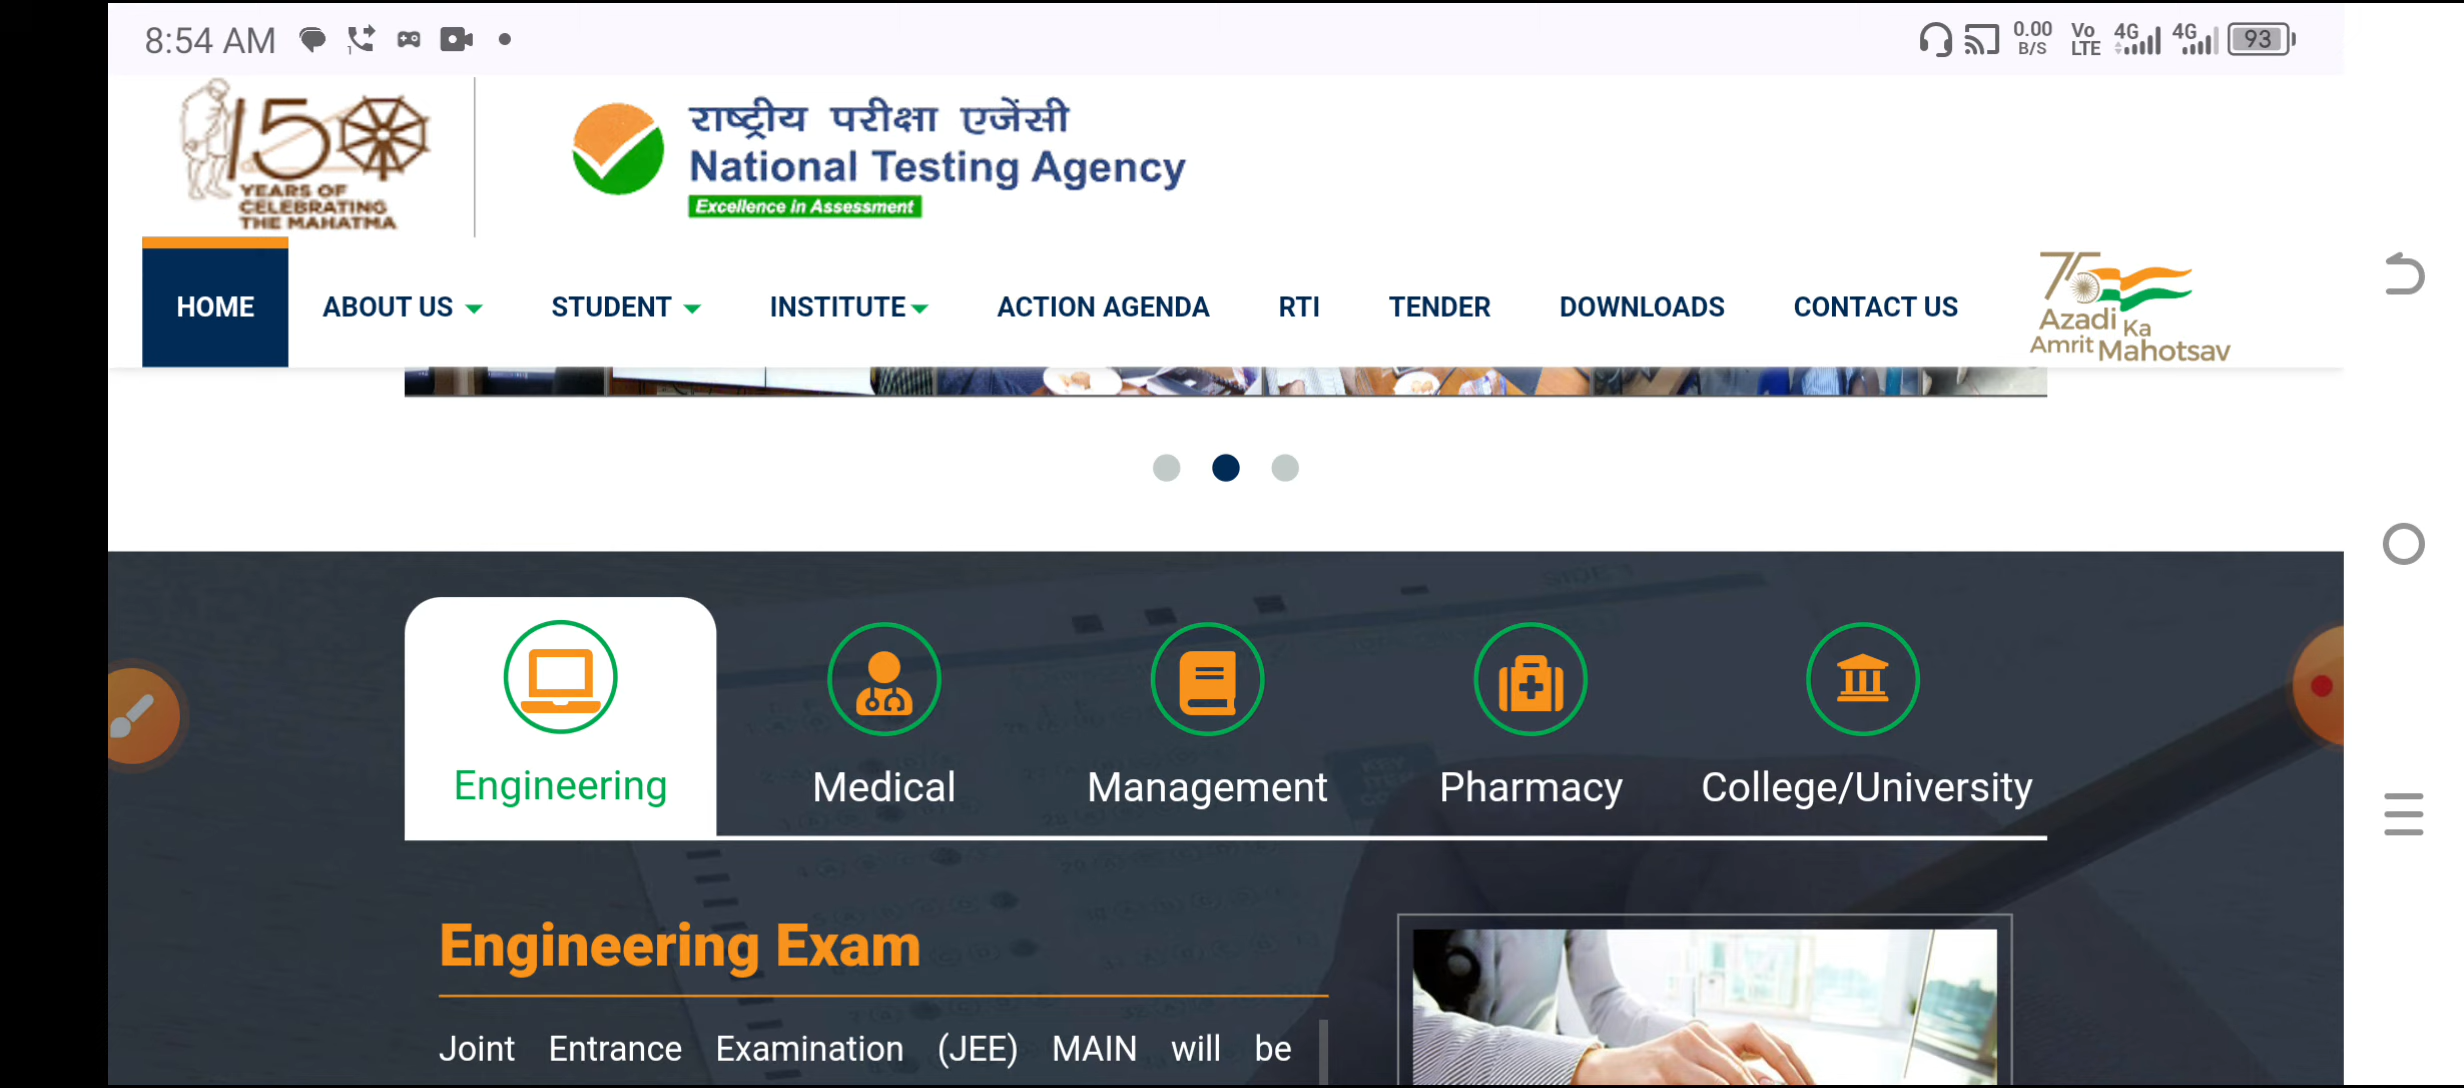 8:54 AM
0.00 B/S Vo LTE 4G 4G 93
150
YEARS OF
CELEBRATING
THE MAHATMA
राष्ट्रीय परीक्षा एजेंसी
National Testing Agency
Excellence in Assessment
HOME ABOUT US STUDENT INSTITUTE ACTION AGENDA RTI TENDER DOWNLOADS CONTACT US
75
Azadi Ka
Amrit Mahotsav
Engineering Medical Management Pharmacy College/University
Engineering Exam
Joint Entrance Examination (JEE) MAIN will be